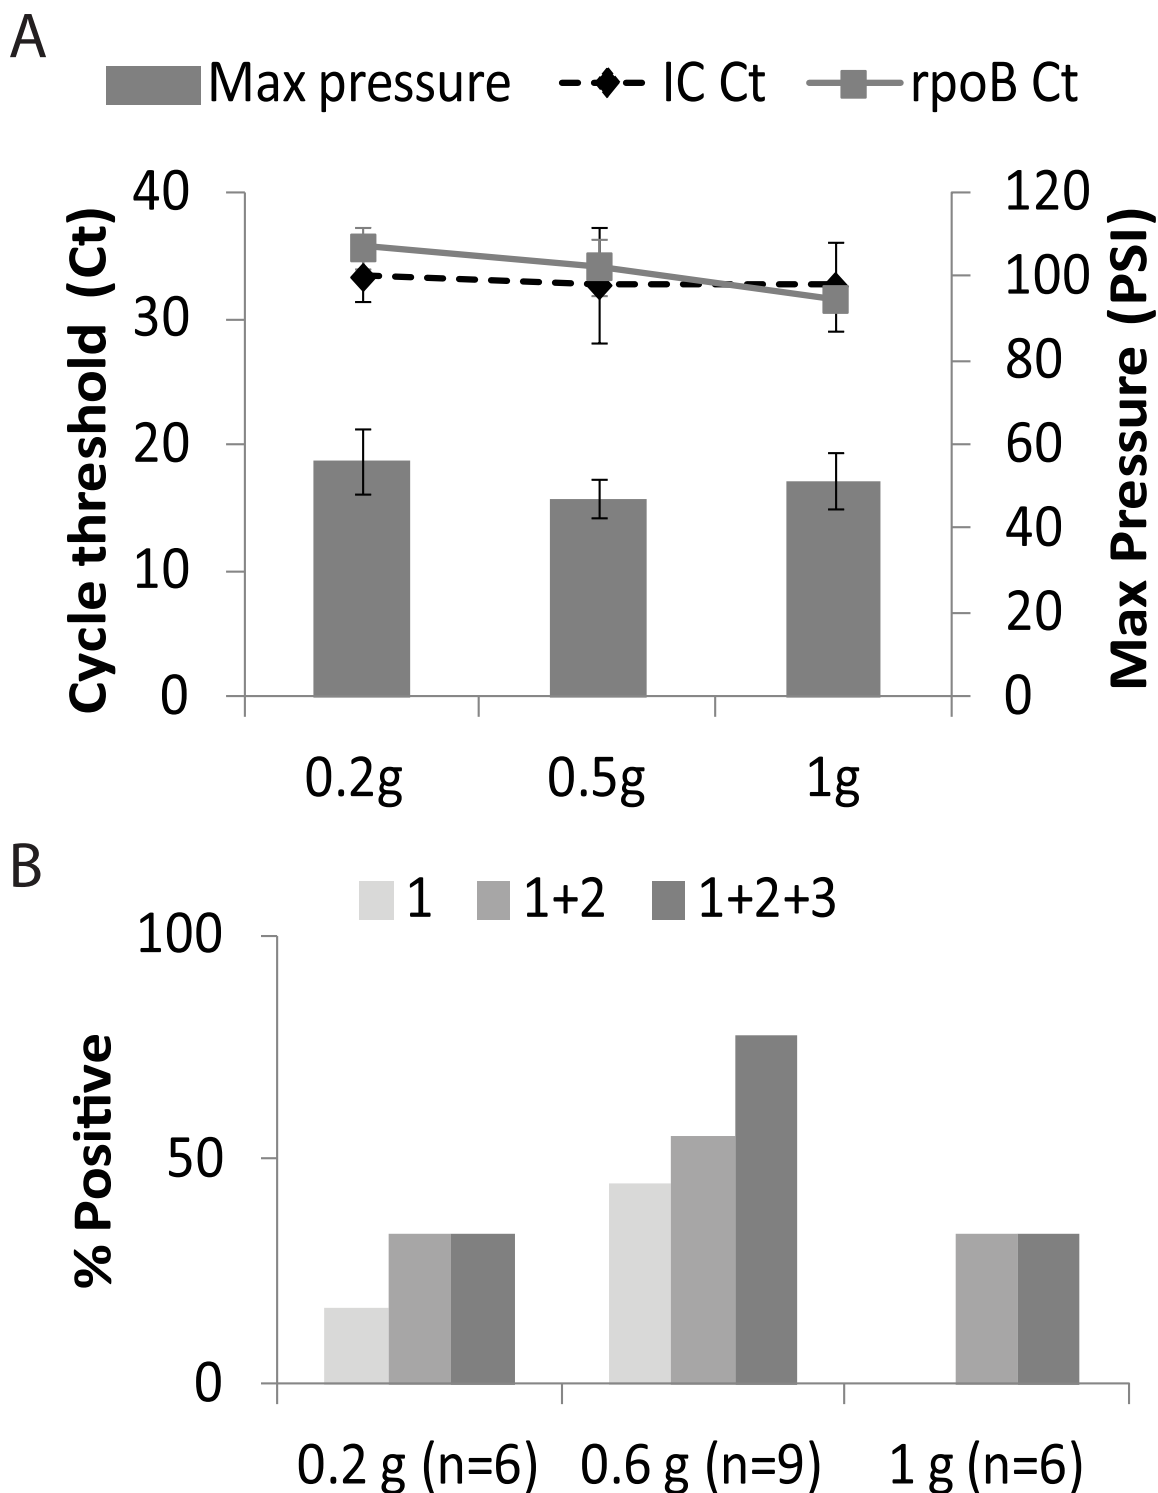 A
Max pressure IC Ct rpoB Ct
Cycle threshold (Ct)
40
30
20
10
0
120
100
80
60
40
20
0
Max Pressure (PSI)
0.2g 0.5g 1g
B
1 1+2 1+2+3
% Positive
100
50
0
0.2 g (n=6) 0.6 g (n=9) 1 g (n=6)